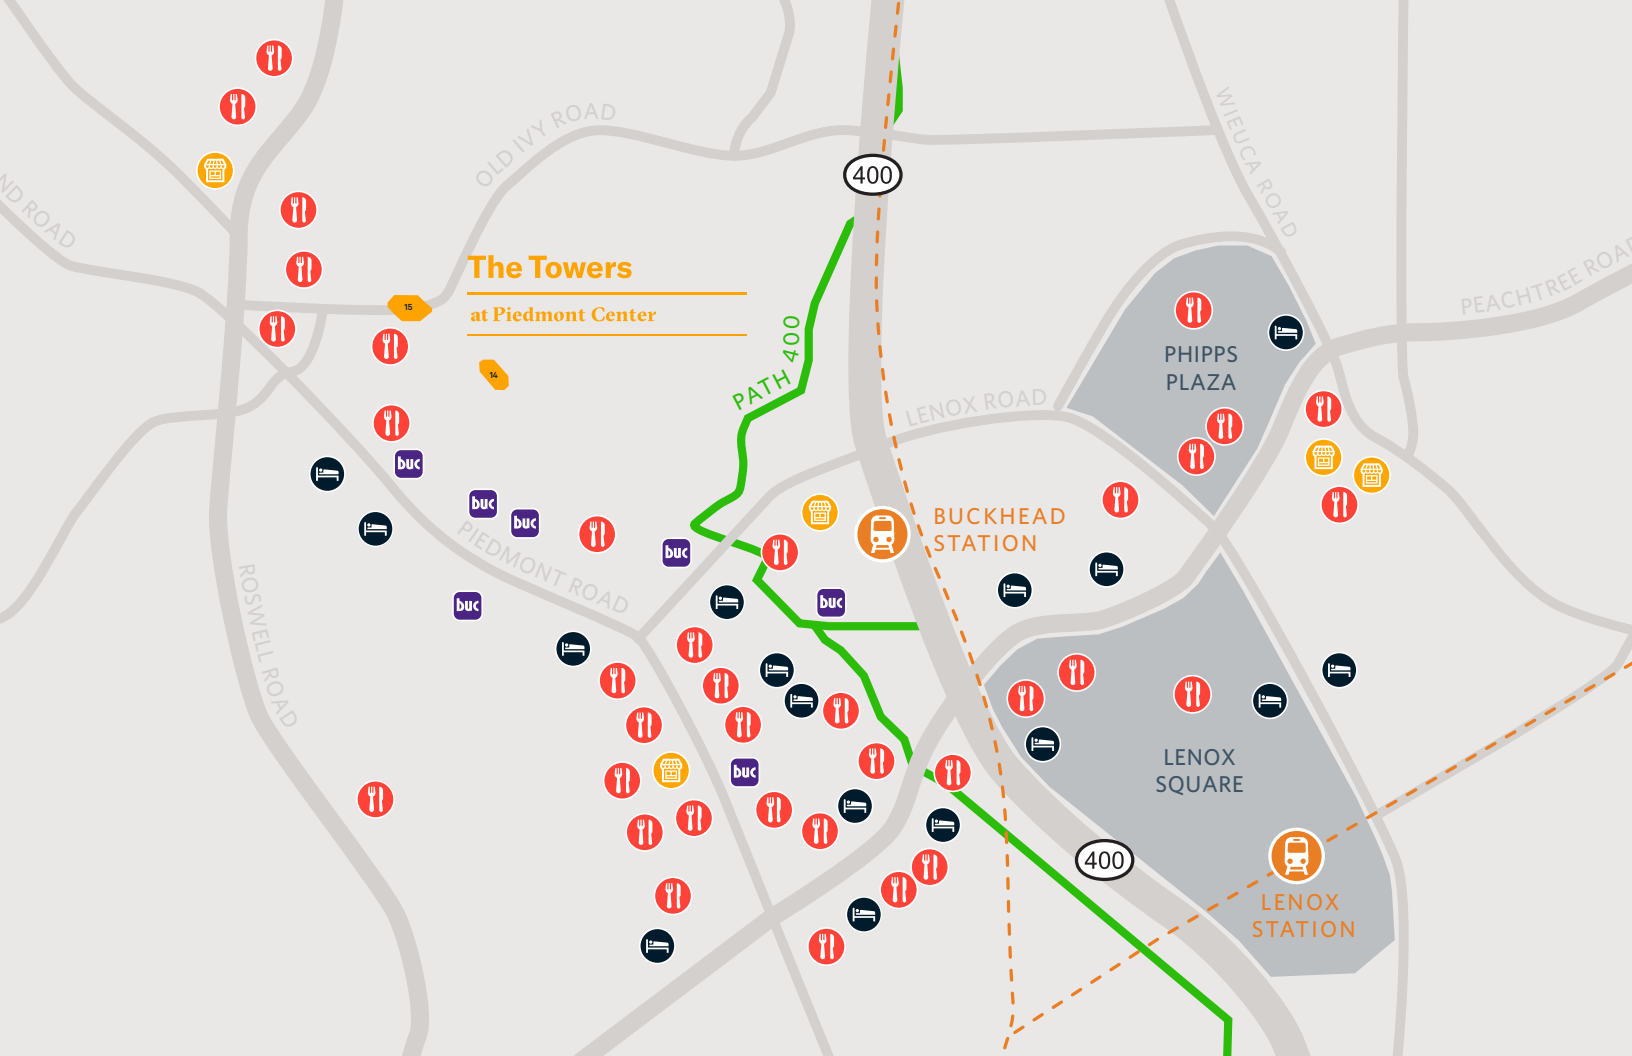 OLD IVY ROAD
WIEUCA ROAD
400
ND ROAD
The Towers
at Piedmont Center
15
14
PEACHTREE ROAD
PATH 400
PHIPPS
PLAZA
LENOX ROAD
buc
buc
buc
BUCKHEAD
STATION
PIEDMONT ROAD
buc
buc
buc
ROSWELL ROAD
buc
LENOX
SQUARE
400
LENOX
STATION